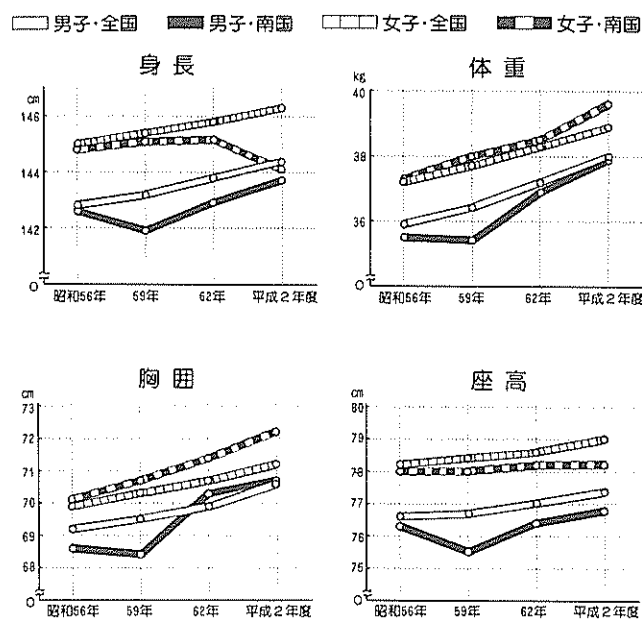 男子・全国 男子・南国 女子・全国 女子・南国
身長
cm
146
144
142
0
昭和56年 59年 62年 平成2年度
体重
kg
40
38
36
0
昭和56年 59年 62年 平成2年度
胸囲
cm
73
72
71
70
69
68
0
昭和56年 59年 62年 平成2年度
座高
cm
80
79
78
77
76
75
0
昭和56年 59年 62年 平成2年度